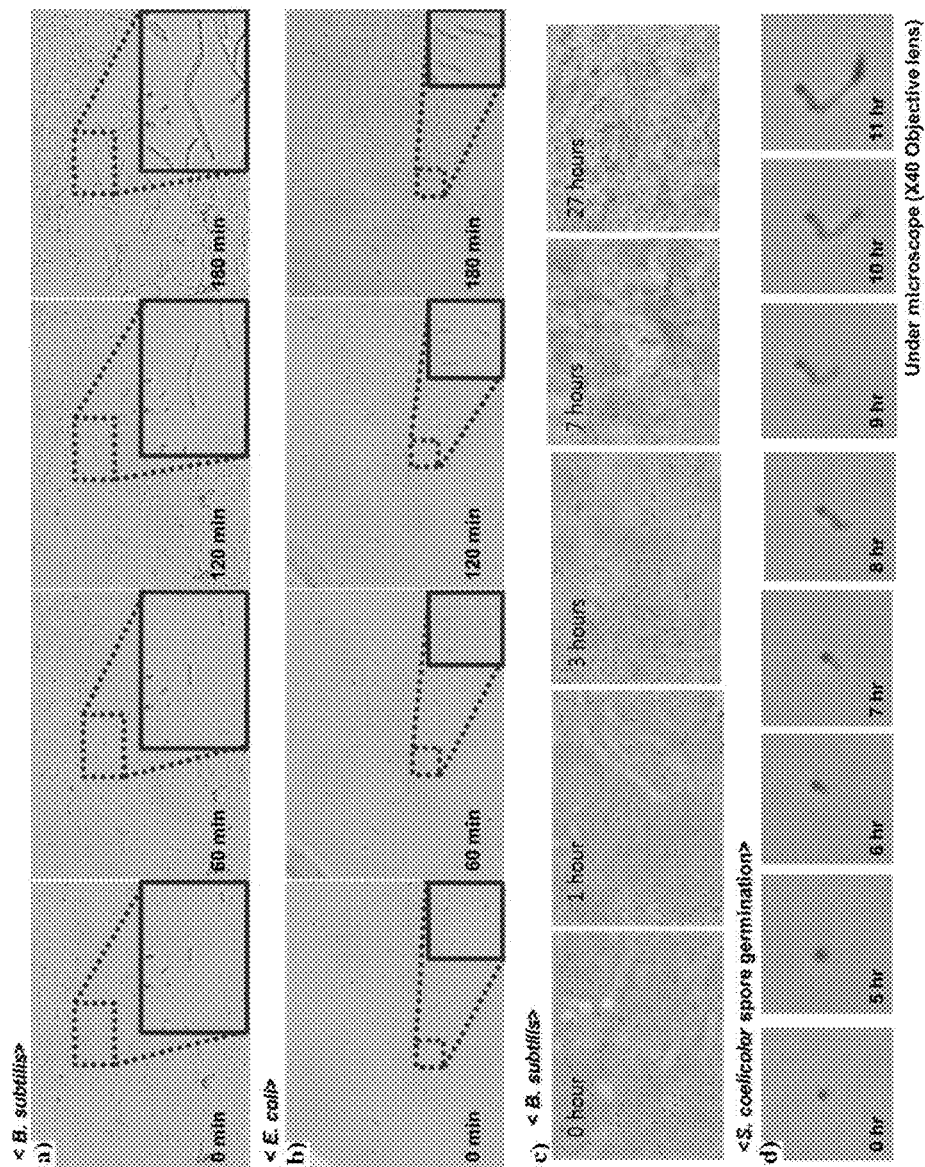 < B. subtilis>
a)
0 min
60 min
120 min
180 min
< E. coli>
b)
0 min
60 min
120 min
180 min
< B. subtilis>
c)
0 hour
1 hour
3 hours
7 hours
27 hours
<S. coelicolor spore germination>
d)
0 hr
5 hr
6 hr
7 hr
8 hr
9 hr
10 hr
11 hr
Under microscope (X40 Objective lens)